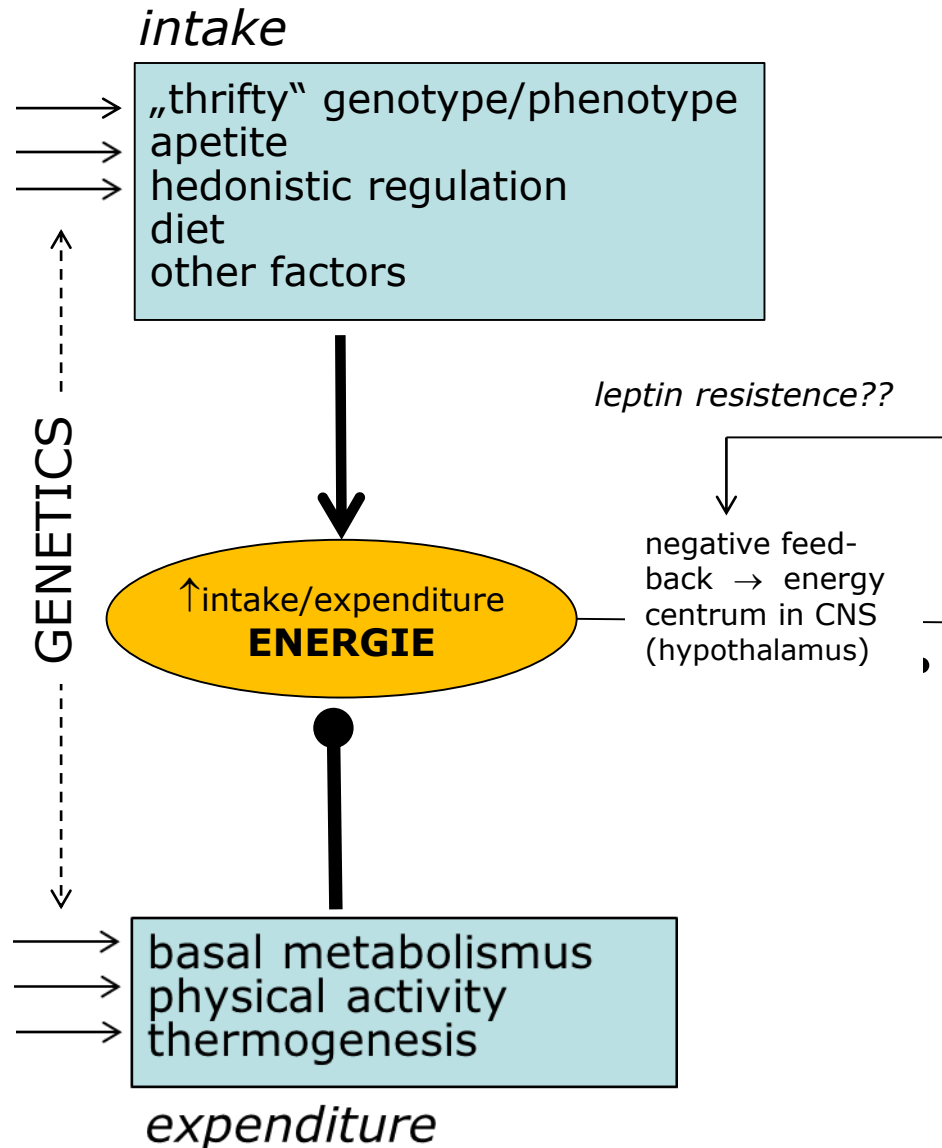 intake
„thrifty“ genotype/phenotype
apetite
hedonistic regulation
diet
other factors
GENETICS
leptin resistence??
negative feed-
back → energy
centrum in CNS
(hypothalamus)
↑intake/expenditure
ENERGIE
basal metabolismus
physical activity
thermogenesis
expenditure